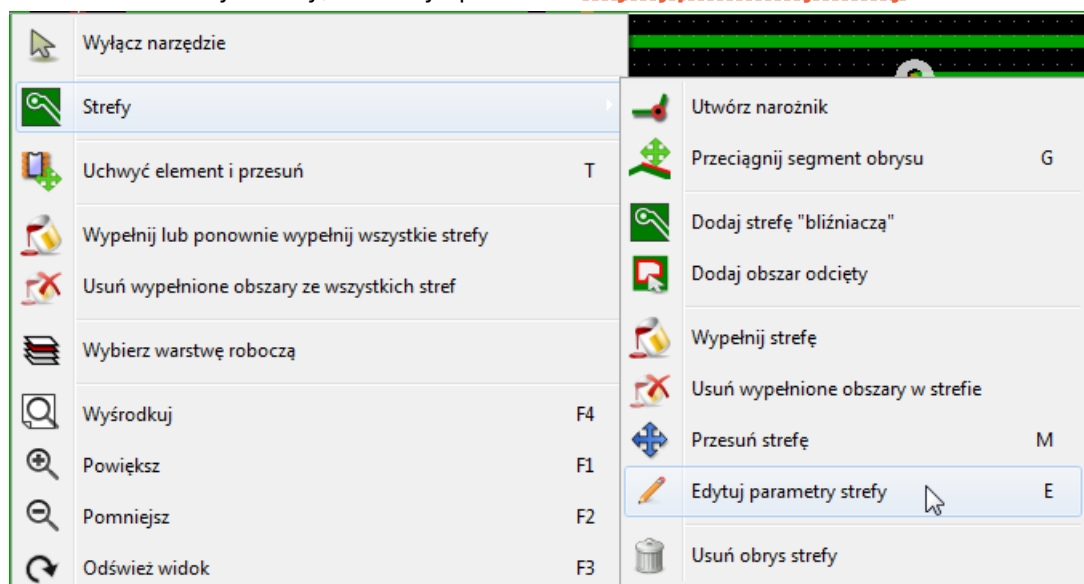 Wyłącz narzędzie
Strefy
Uchwyć element i przesuń T
Wypełnij lub ponownie wypełnij wszystkie strefy
Usuń wypełnione obszary ze wszystkich stref
Wybierz warstwę roboczą
Wyśrodkuj F4
Powiększ F1
Pomniejsz F2
Odśwież widok F3
Utwórz narożnik
Przeciągnij segment obrysu G
Dodaj strefę "bliźniaczą"
Dodaj obszar odcięty
Wypełnij strefę
Usuń wypełnione obszary w strefie
Przesuń strefę M
Edytuj parametry strefy E
Usuń obrys strefy